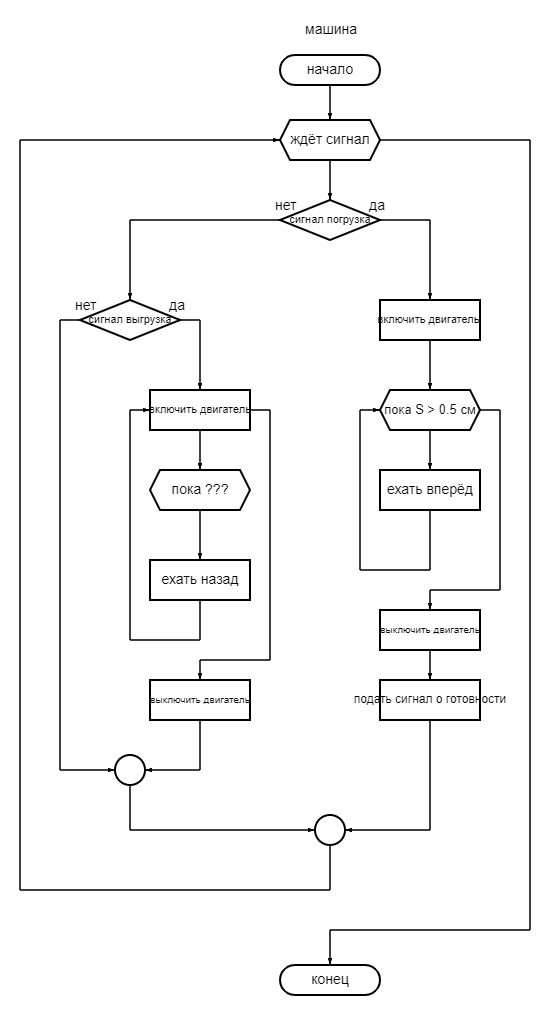 машина
начало
ждёт сигнал
нет
да
сигнал погрузка
нет
да
сигнал выгрузка
включить двигатель
включить двигатель
пока S > 0.5 см
пока ???
ехать вперёд
ехать назад
выключить двигатель
выключить двигатель
подать сигнал о готовности
конец